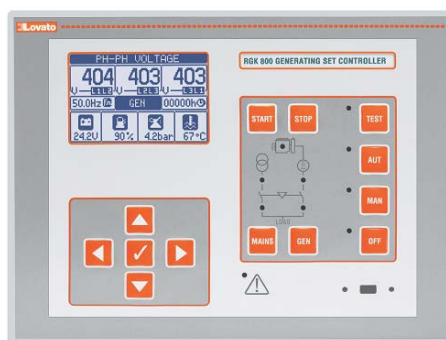 Lovato
PH-PH VOLTAGE
404 403 403
V L1L2 V L2L3 V L3L1
50.0Hz GEN 00000h
24.2V 90% 4.2bar 67°C
RGK 800 GENERATING SET CONTROLLER
START STOP TEST
AUT
LOAD
MAN
MAINS GEN OFF